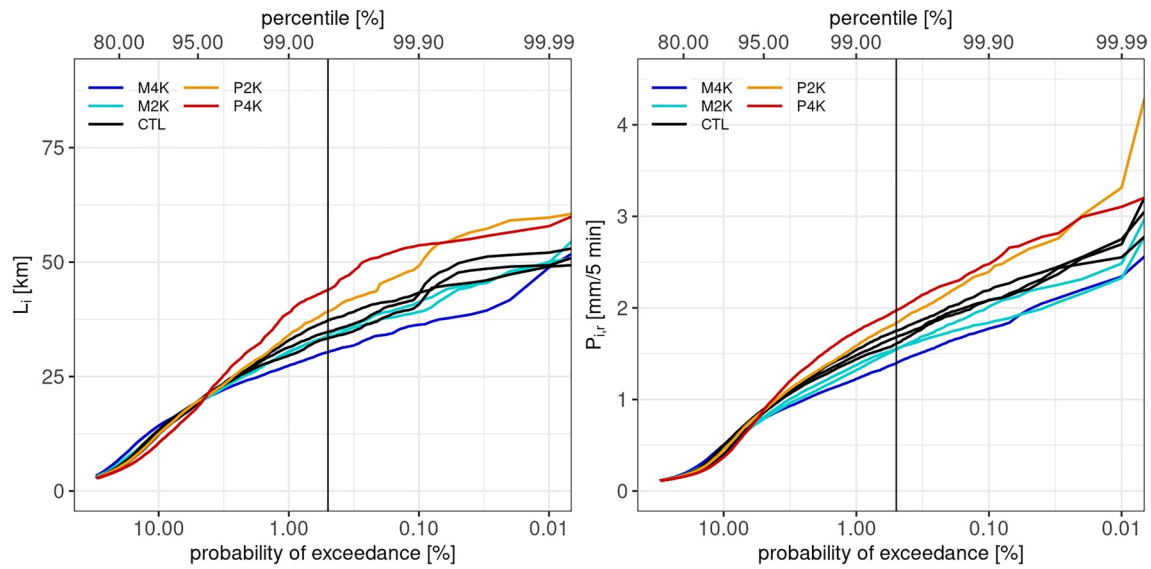 percentile [%]
80.00 95.00 99.00 99.90 99.99
M4K P2K
M2K P4K
CTL
75
50
25
0
L_i [km]
10.00 1.00 0.10 0.01
probability of exceedance [%]
percentile [%]
80.00 95.00 99.00 99.90 99.99
M4K P2K
M2K P4K
CTL
4
3
2
1
0
P_i,r [mm/5 min]
10.00 1.00 0.10 0.01
probability of exceedance [%]